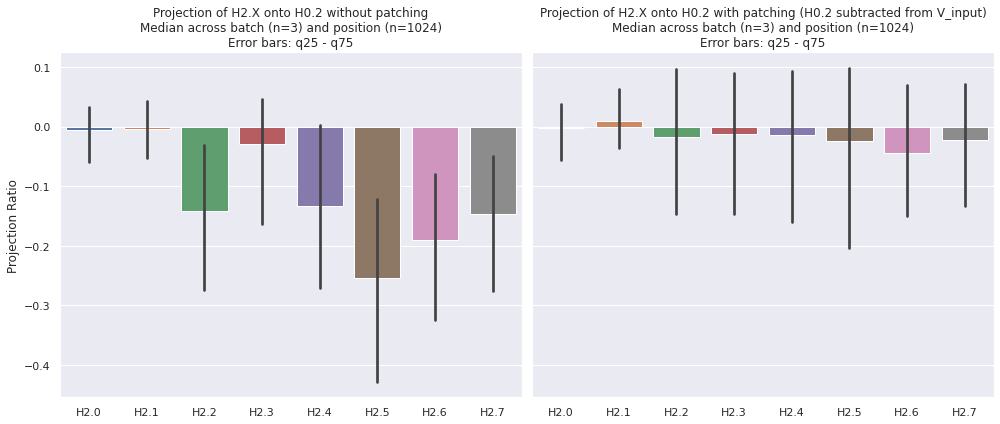 Projection of H2.X onto H0.2 without patching
Median across batch (n=3) and position (n=1024)
Error bars: q25 - q75
Projection of H2.X onto H0.2 with patching (H0.2 subtracted from V_input)
Median across batch (n=3) and position (n=1024)
Error bars: q25 - q75
Projection Ratio
0.1
0.0
−0.1
−0.2
−0.3
−0.4
H2.0 H2.1 H2.2 H2.3 H2.4 H2.5 H2.6 H2.7
H2.0 H2.1 H2.2 H2.3 H2.4 H2.5 H2.6 H2.7